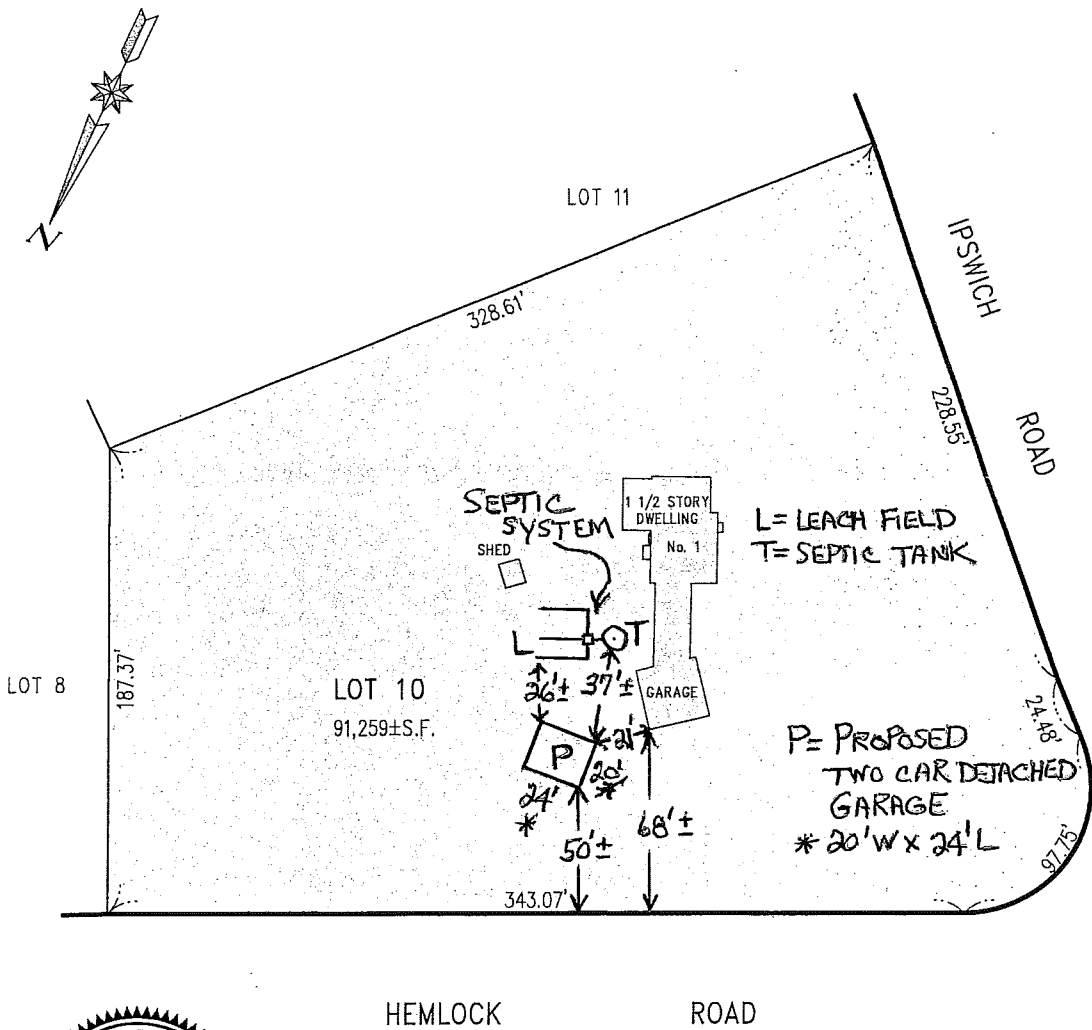 N
LOT 11
IPSWICH
ROAD
328.61'
228.55'
SEPTIC
SYSTEM
1 1/2 STORY
DWELLING
No. 1
L= LEACH FIELD
T= SEPTIC TANK
SHED
L
T
LOT 8
187.37'
LOT 10
91,259±S.F.
26'±
37'±
GARAGE
24.48'
P
21'
20'
*
24'
*
P= PROPOSED
TWO CAR DETACHED
GARAGE
* 20'W x 24'L
50'±
68'±
97.75'
343.07'
HEMLOCK ROAD